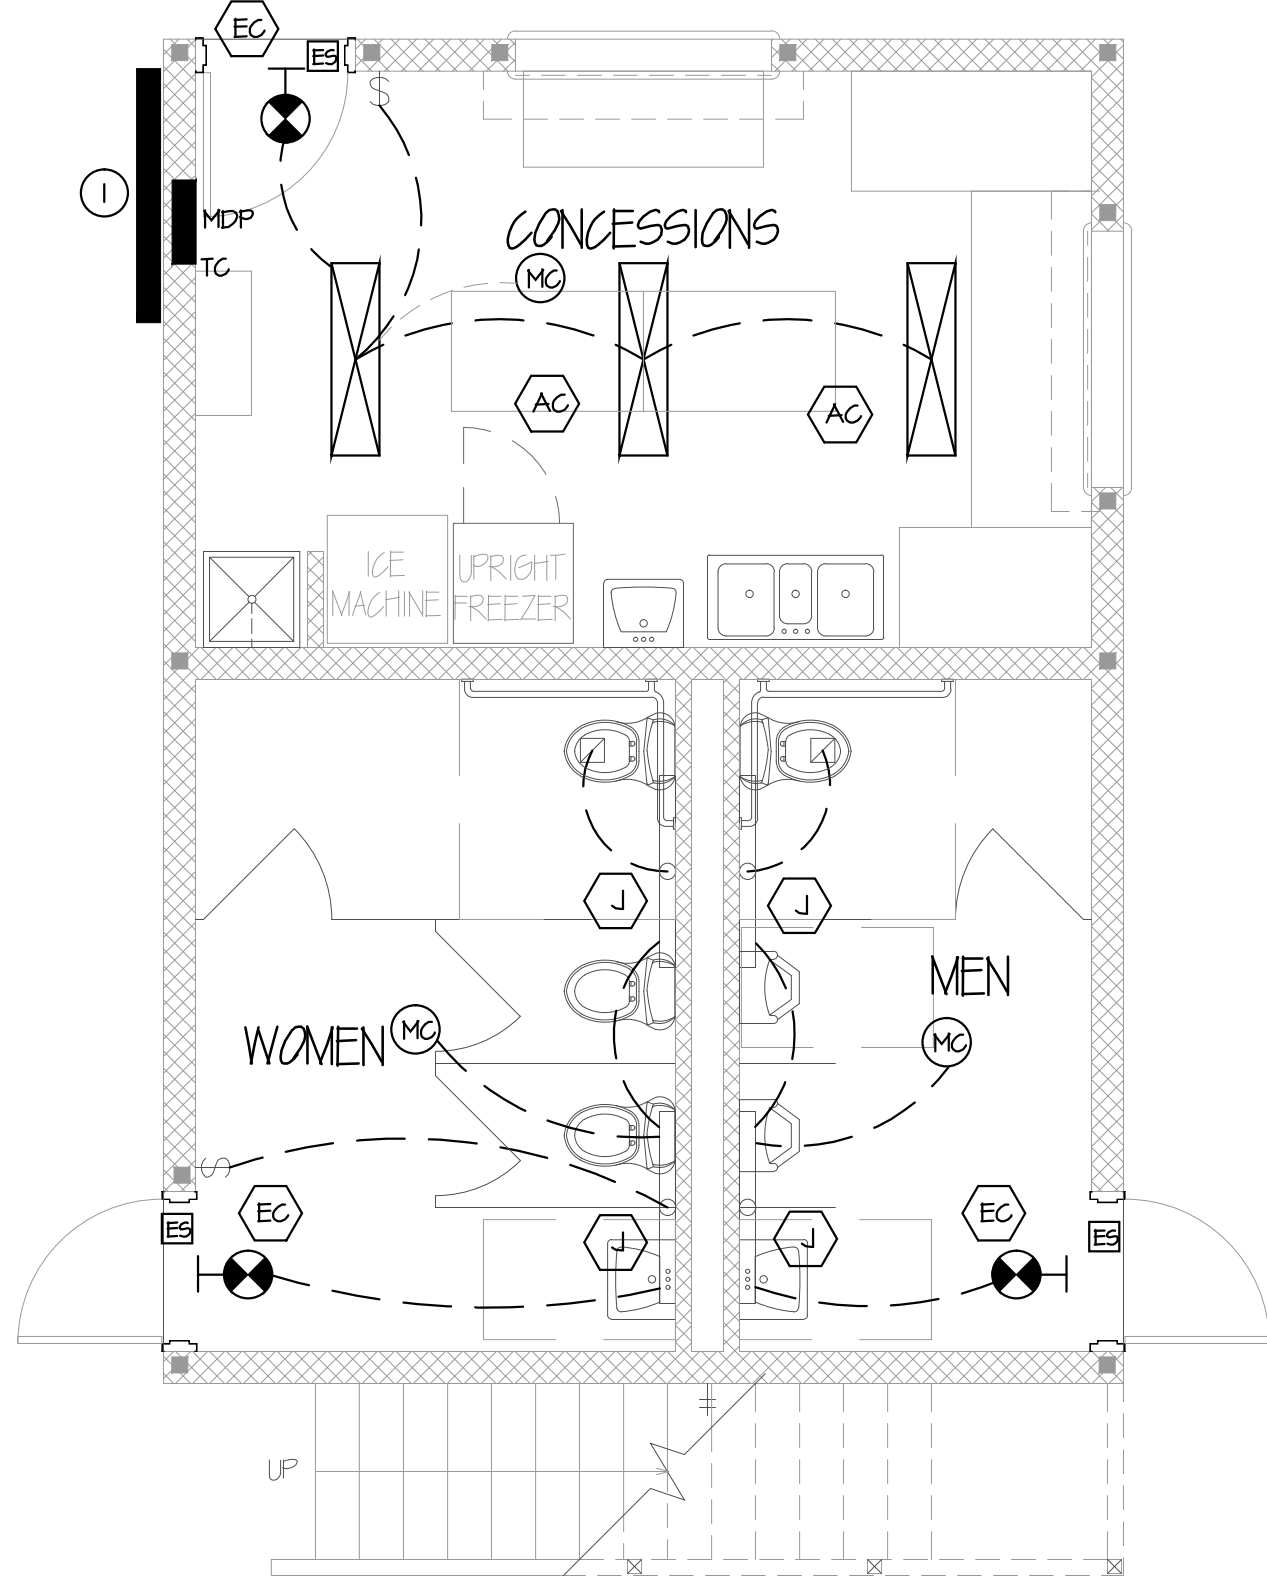 EC
ES
$
I
MDP
TC
CONCESSIONS
MC
AC
AC
ICE
MACHINE
UPRIGHT
FREEZER
J
J
MEN
WOMEN
MC
MC
$
EC
EC
ES
ES
J
J
UP